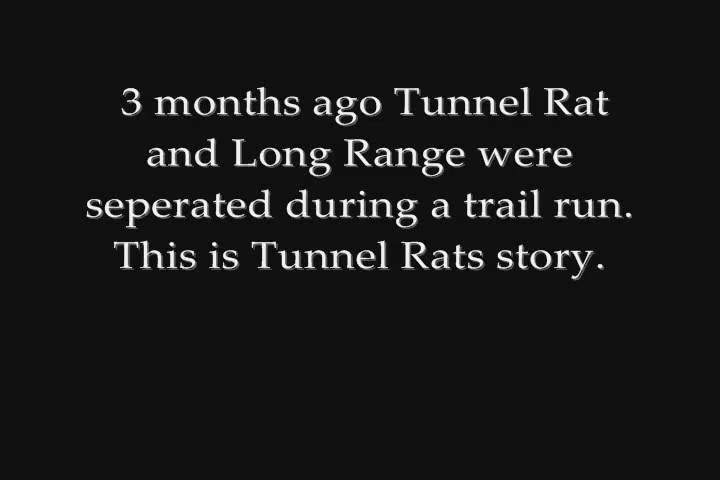 3 months ago Tunnel Rat
and Long Range were
seperated during a trail run.
This is Tunnel Rats story.